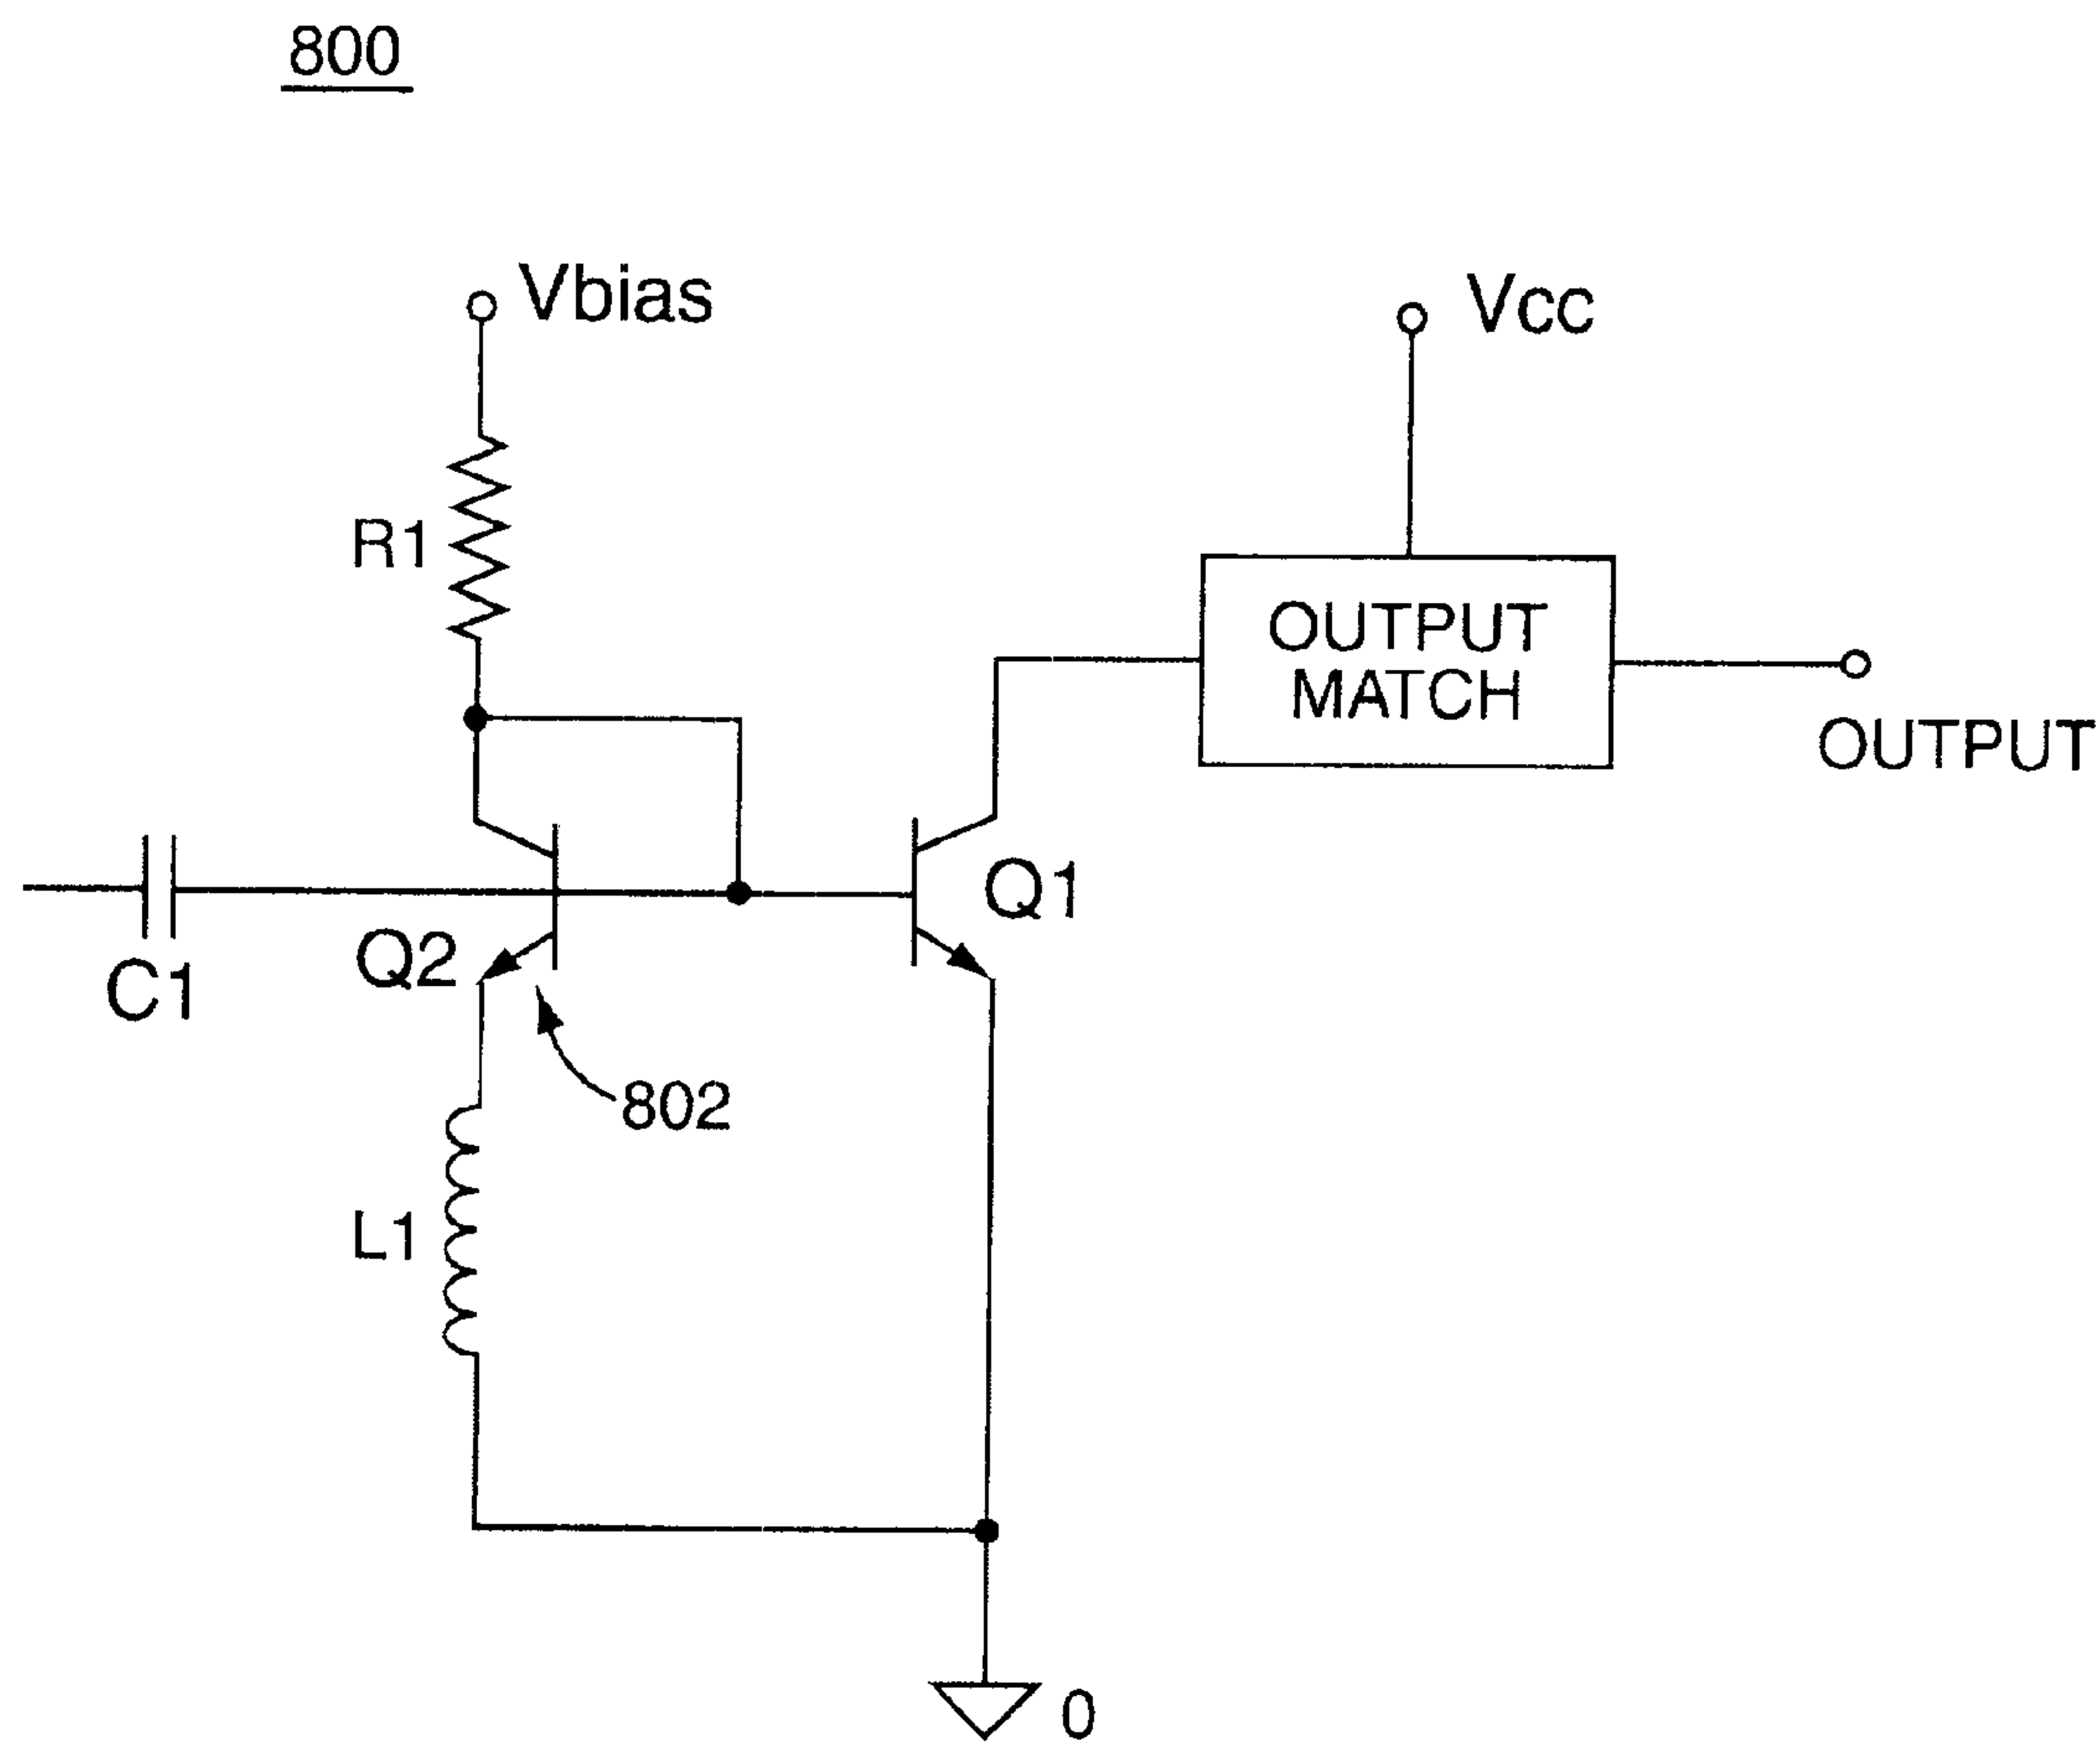 800
Vbias
Vcc
R1
OUTPUT
MATCH
OUTPUT
Q1
Q2
C1
802
L1
0